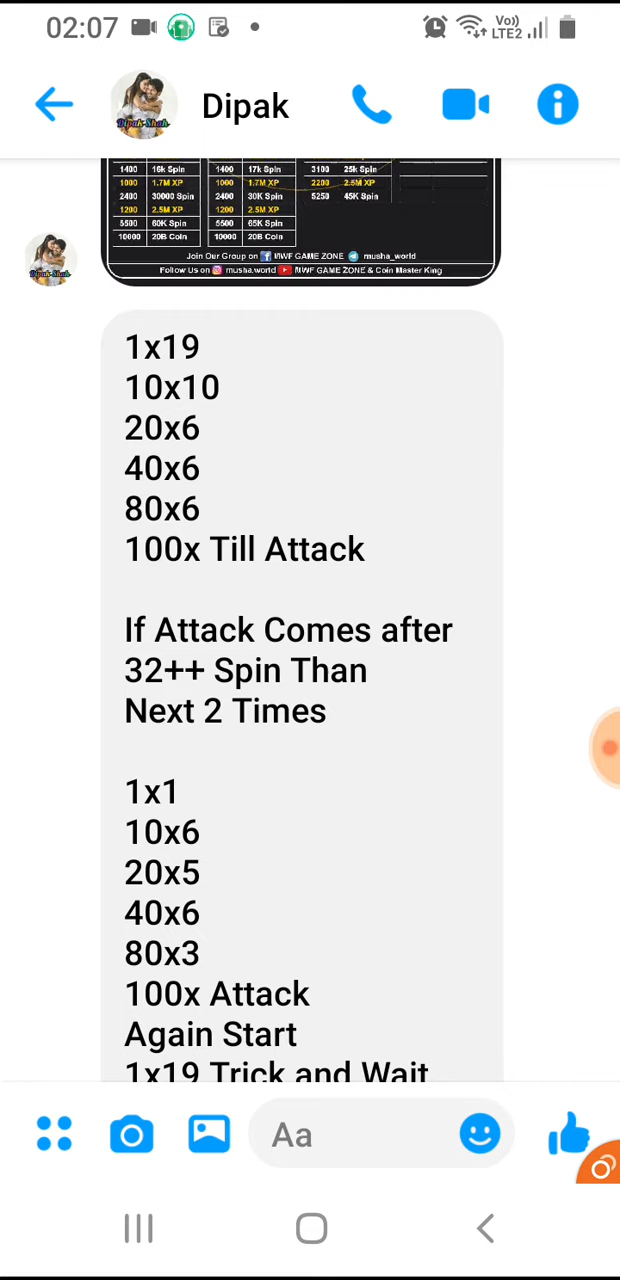 02:07
Vo))
LTE2
Dipak
1400 16k Spin 1400 17k Spin 3100 25k Spin
1000 1.7M XP 1000 1.7M XP 2200 2.5M XP
2400 30000 Spin 2400 30K Spin 5250 45K Spin
1200 2.5M XP 1200 2.5M XP
5500 60K Spin 5500 65K Spin
10000 20B Coin 10000 20B Coin
Join Our Group on MWF GAME ZONE musha_world
Follow Us on musha.world MWF GAME ZONE & Coin Master King
Dipak Shah
1x19
10x10
20x6
40x6
80x6
100x Till Attack
If Attack Comes after
32++ Spin Than
Next 2 Times
1x1
10x6
20x5
40x6
80x3
100x Attack
Again Start
1x19 Trick and Wait
Aa